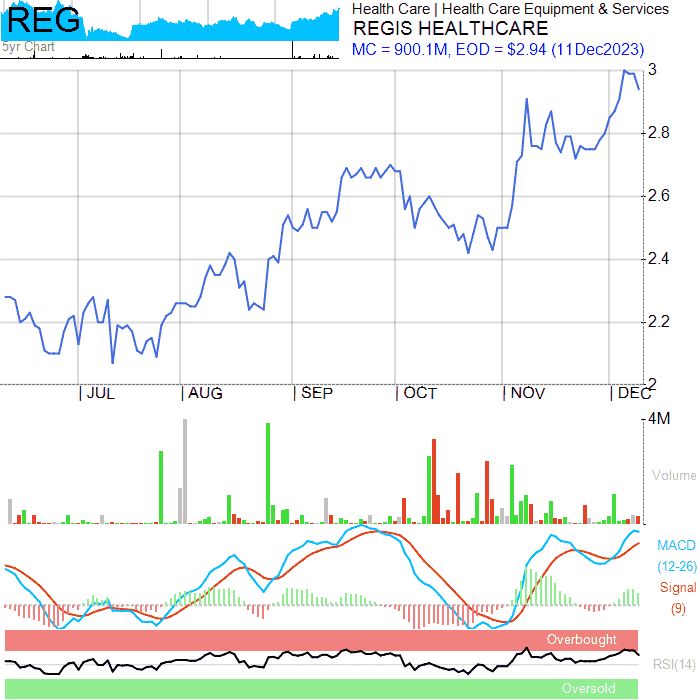 REG
5yr Chart
Health Care | Health Care Equipment & Services
REGIS HEALTHCARE
MC = 900.1M, EOD = $2.94 (11Dec2023)
3
2.8
2.6
2.4
2.2
2
JUL AUG SEP OCT NOV DEC
4M
Volume
MACD
(12-26)
Signal
(9)
Overbought
RSI(14)
Oversold